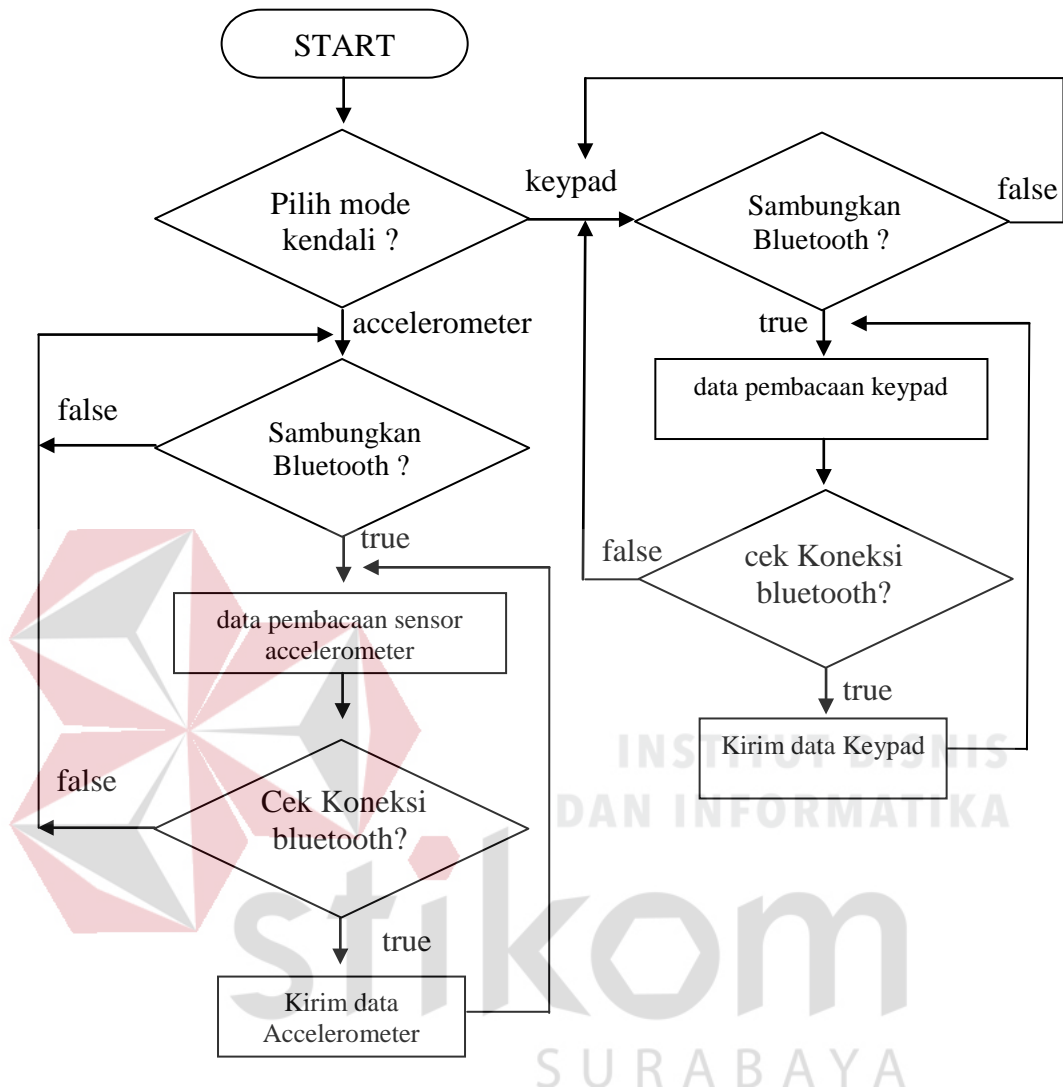 START
Pilih mode
kendali ?
keypad
Sambungkan
Bluetooth ?
false
true
data pembacaan keypad
cek Koneksi
bluetooth?
false
true
Kirim data Keypad
accelerometer
Sambungkan
Bluetooth ?
false
true
data pembacaan sensor
accelerometer
Cek Koneksi
bluetooth?
false
true
Kirim data
Accelerometer
INSTITUT BISNIS
DAN INFORMATIKA
stikom
SURABAYA